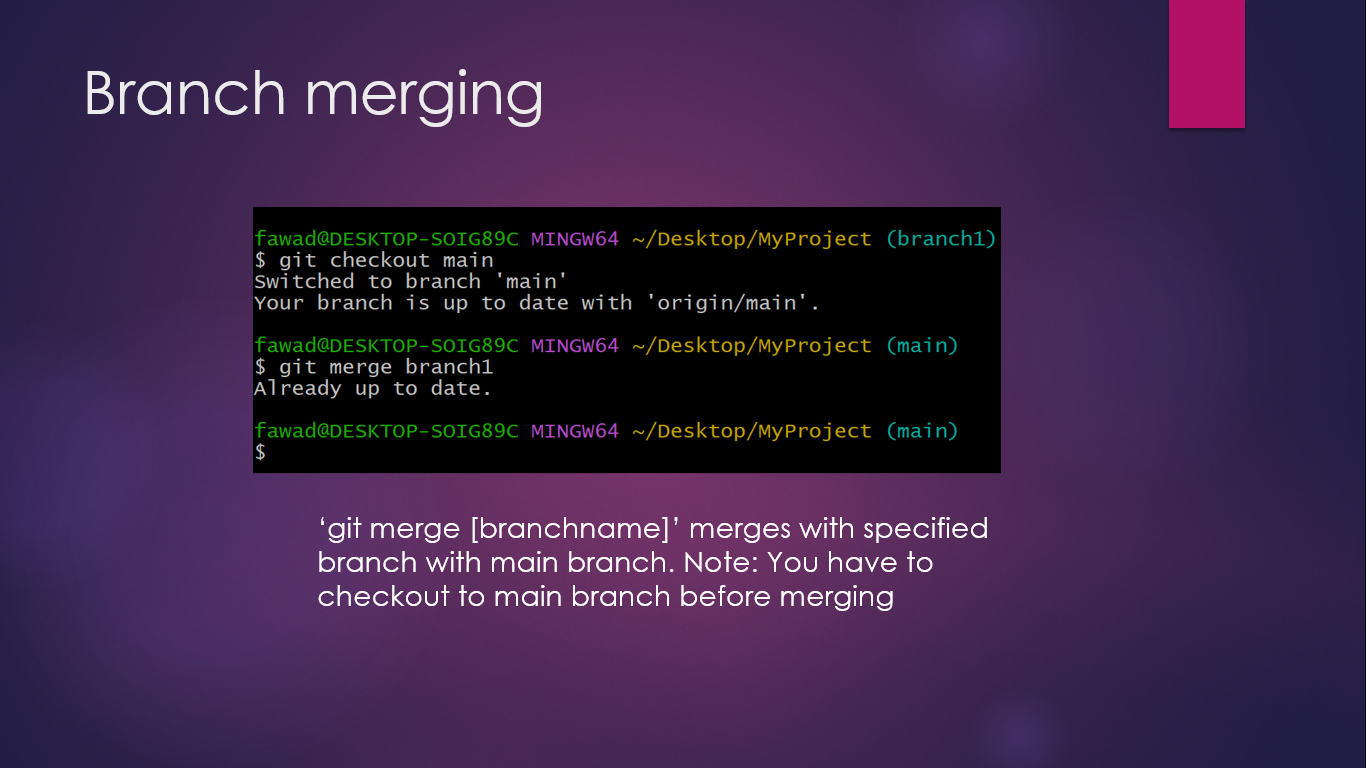 Branch merging
fawad@DESKTOP-SOIG89C MINGW64 ~/Desktop/MyProject (branch1)
$ git checkout main
Switched to branch 'main'
Your branch is up to date with 'origin/main'.
fawad@DESKTOP-SOIG89C MINGW64 ~/Desktop/MyProject (main)
$ git merge branch1
Already up to date.
fawad@DESKTOP-SOIG89C MINGW64 ~/Desktop/MyProject (main)
$
‘git merge [branchname]’ merges with specified
branch with main branch. Note: You have to
checkout to main branch before merging